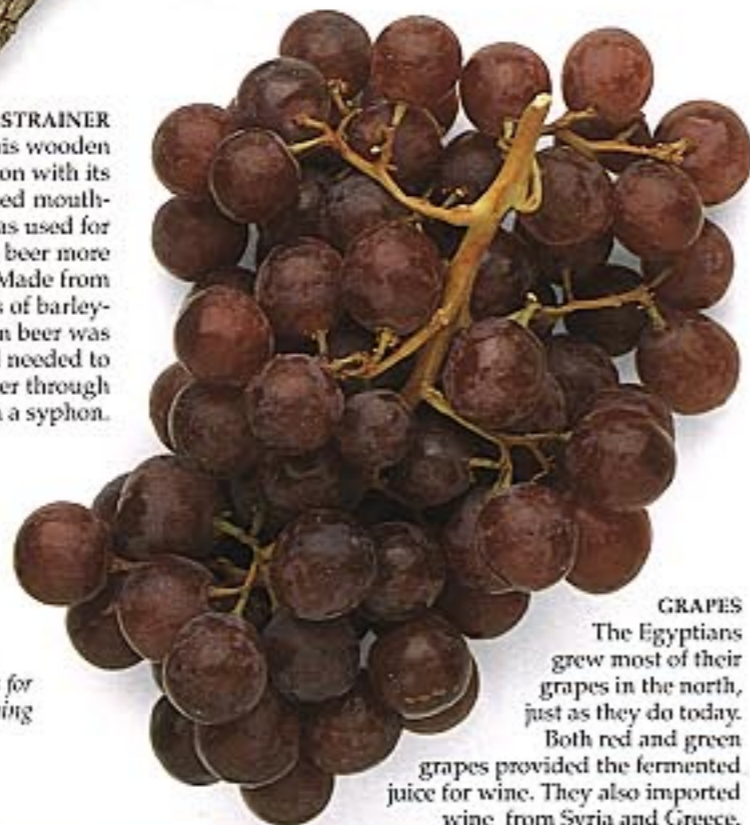 STRAINER
is wooden
on with its
ed mouth-
as used for
beer more
Made from
s of barley-
n beer was
needed to
er through
a syphon.
for
ing
GRAPES
The Egyptians
grew most of their
grapes in the north,
just as they do today.
Both red and green
grapes provided the fermented
juice for wine. They also imported
wine from Syria and Greece.